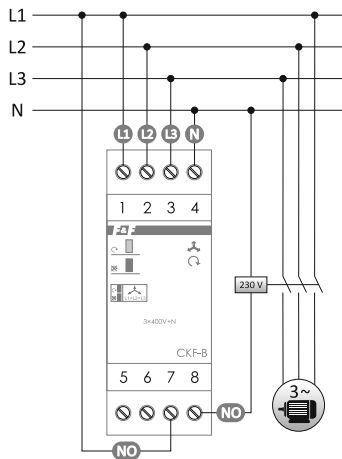 L1
L2
L3
N
L1 L2 L3 N
1 2 3 4
F&F
L1+L2+L3
230 V
3×400V+N
CKF-B
5 6 7 8
3~
NO
NO